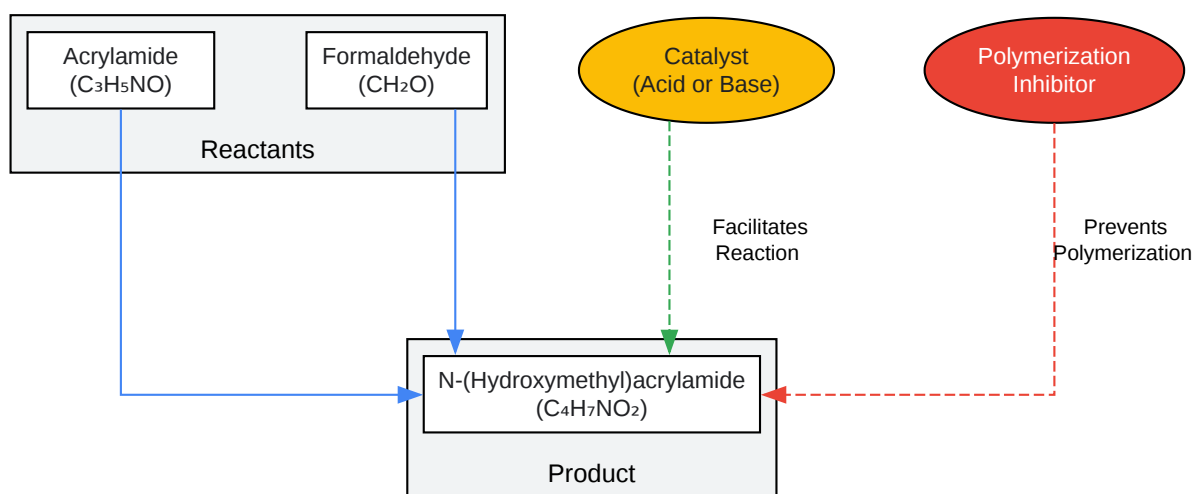 Acrylamide
(C₃H₅NO)
Formaldehyde
(CH₂O)
Reactants
Catalyst
(Acid or Base)
Polymerization
Inhibitor
Facilitates
Reaction
Prevents
Polymerization
N-(Hydroxymethyl)acrylamide
(C₄H₇NO₂)
Product